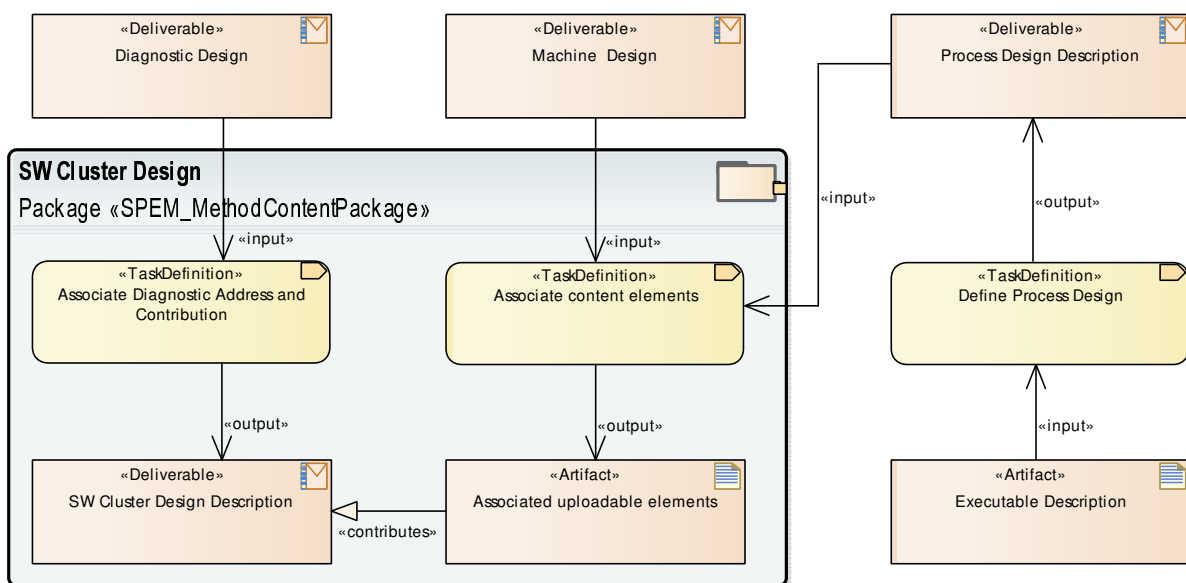 «Deliverable»
Diagnostic Design
«Deliverable»
Machine Design
«Deliverable»
Process Design Description
SW Cluster Design
Package «SPEM_MethodContentPackage»
«input»
«input»
«input»
«output»
«TaskDefinition»
Associate Diagnostic Address and
Contribution
«TaskDefinition»
Associate content elements
«TaskDefinition»
Define Process Design
«output»
«output»
«input»
«Deliverable»
SW Cluster Design Description
«contributes»
«Artifact»
Associated uploadable elements
«Artifact»
Executable Description